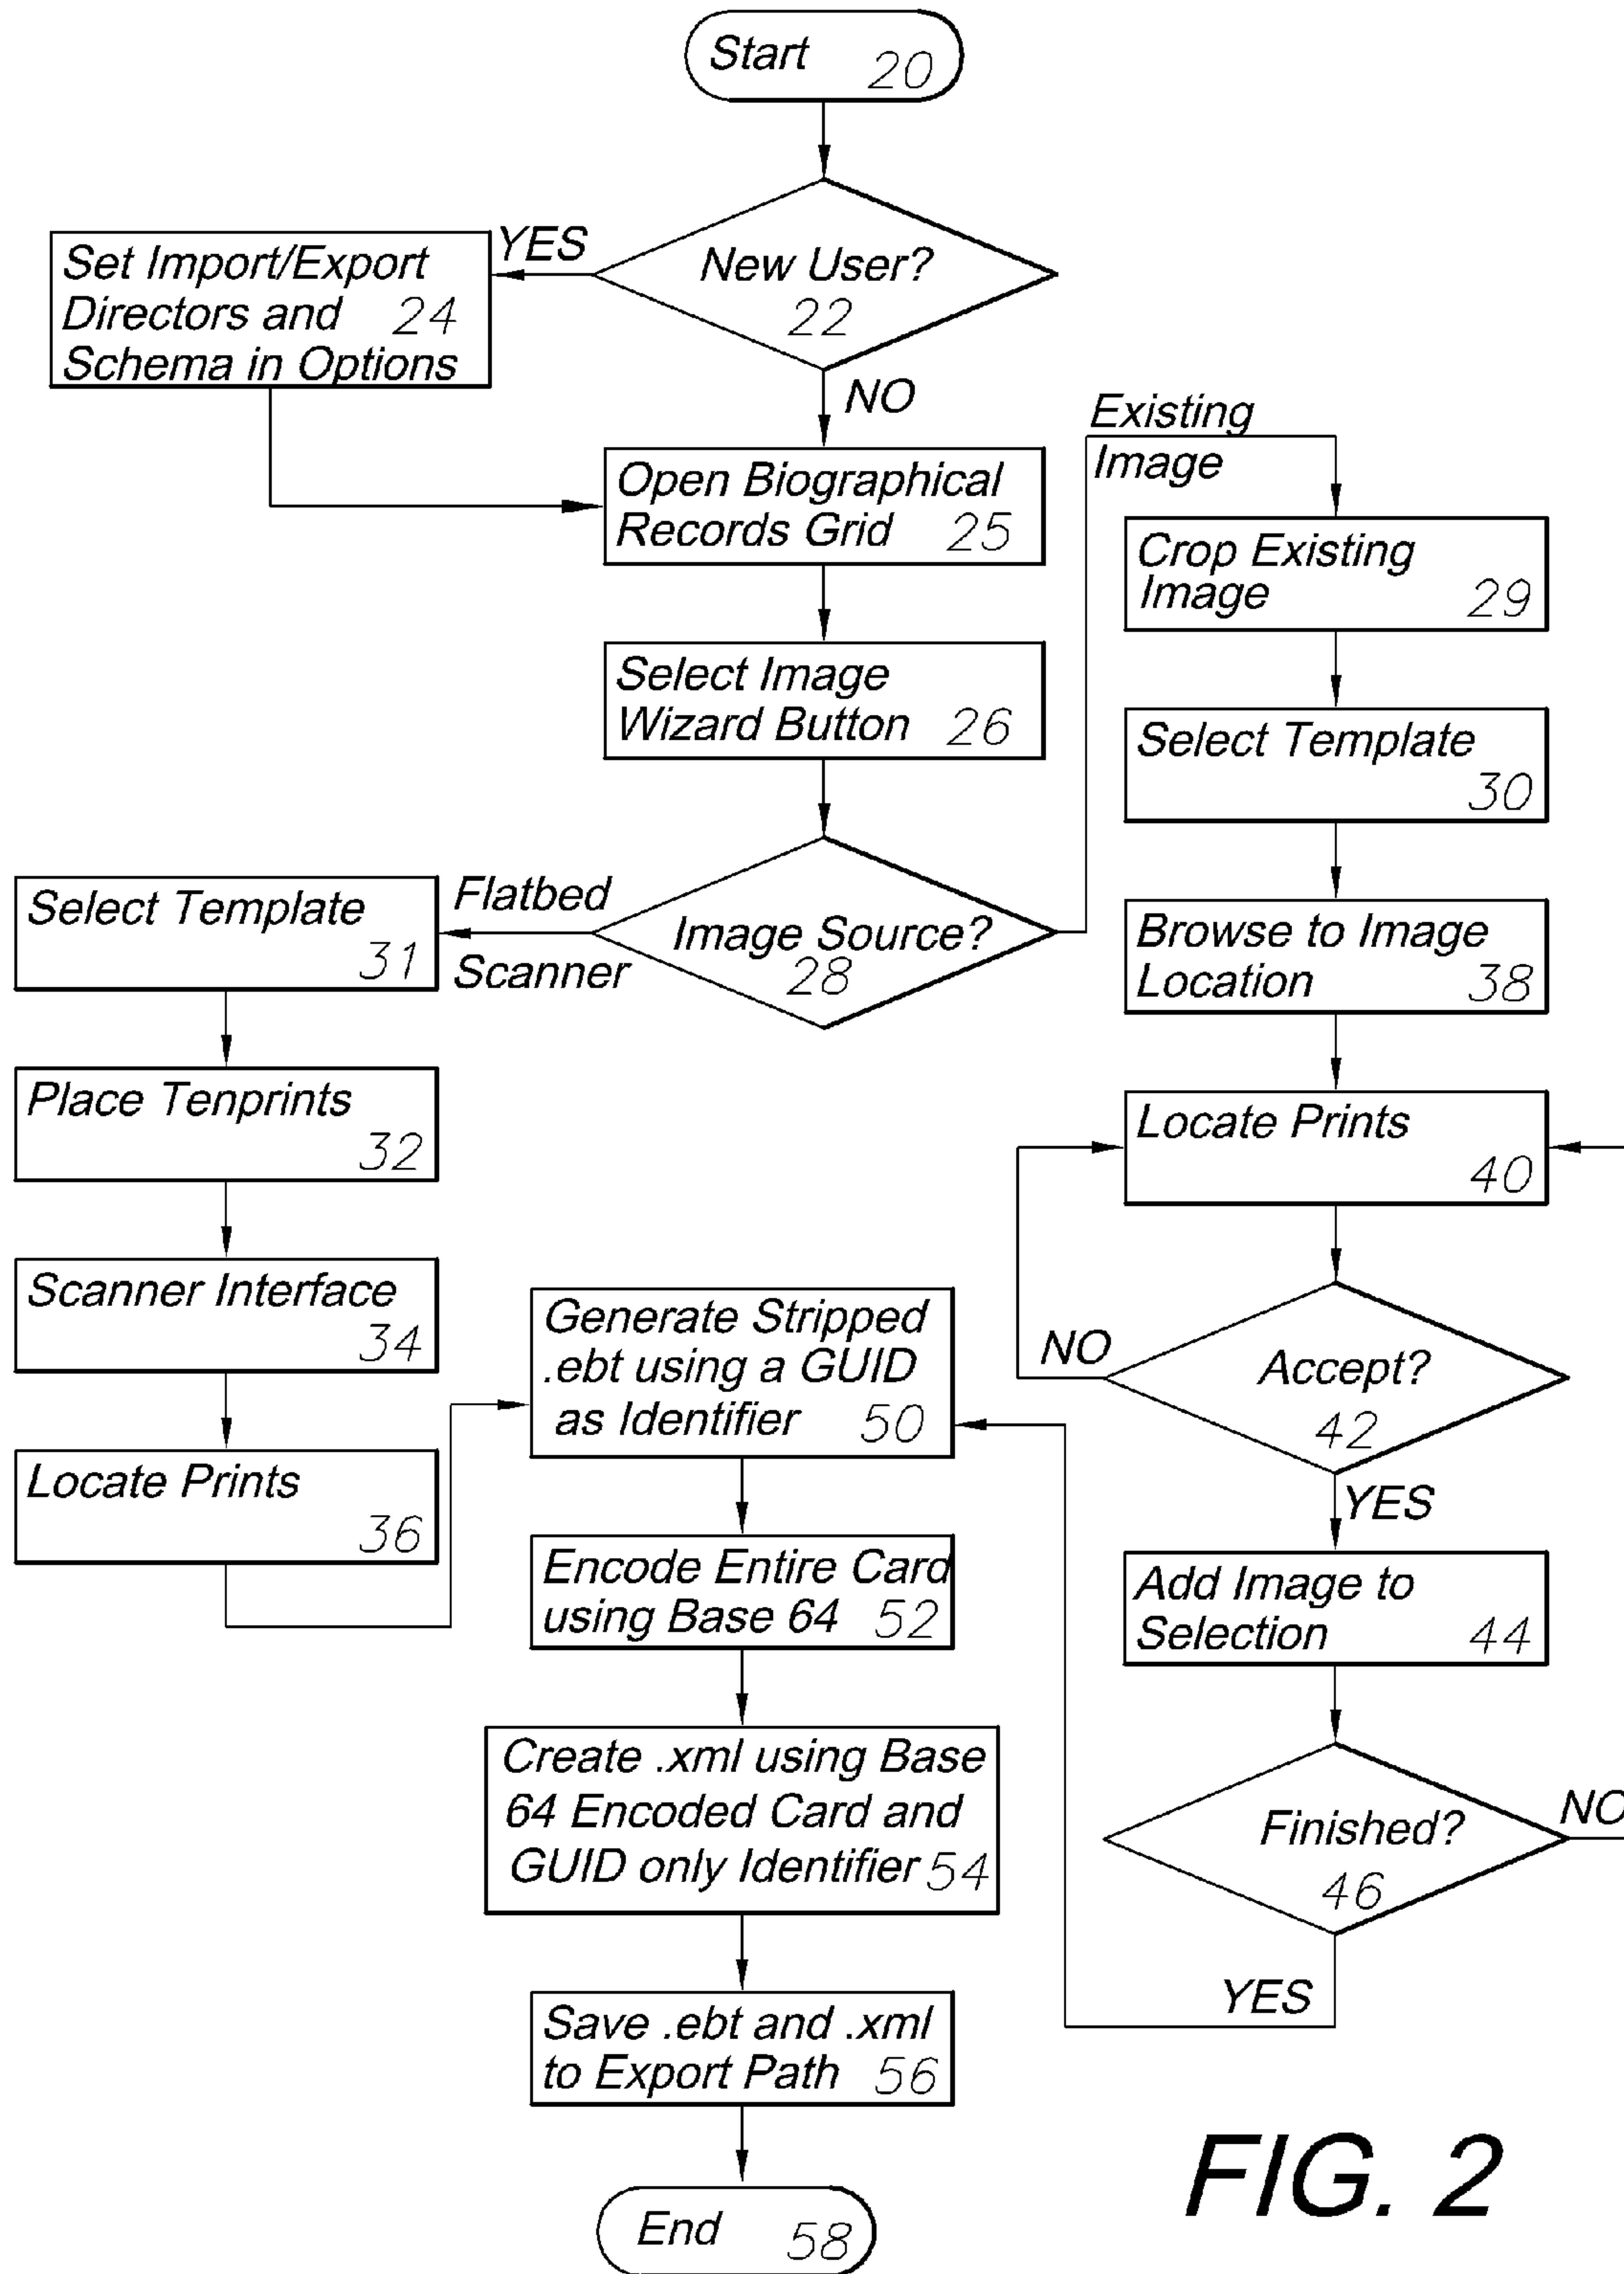 Start 20
New User?
22
YES
Set Import/Export
Directors and 24
Schema in Options
NO
Open Biographical
Records Grid 25
Select Image
Wizard Button 26
Image Source?
28
Existing
Image
Crop Existing
Image 29
Select Template
30
Browse to Image
Location 38
Locate Prints
40
Accept?
42
NO
YES
Add Image to
Selection 44
Finished?
46
NO
YES
Flatbed
Scanner
Select Template
31
Place Tenprints
32
Scanner Interface
34
Locate Prints
36
Generate Stripped
.ebt using a GUID
as Identifier 50
Encode Entire Card
using Base 64 52
Create .xml using Base
64 Encoded Card and
GUID only Identifier 54
Save .ebt and .xml
to Export Path 56
End 58
FIG. 2